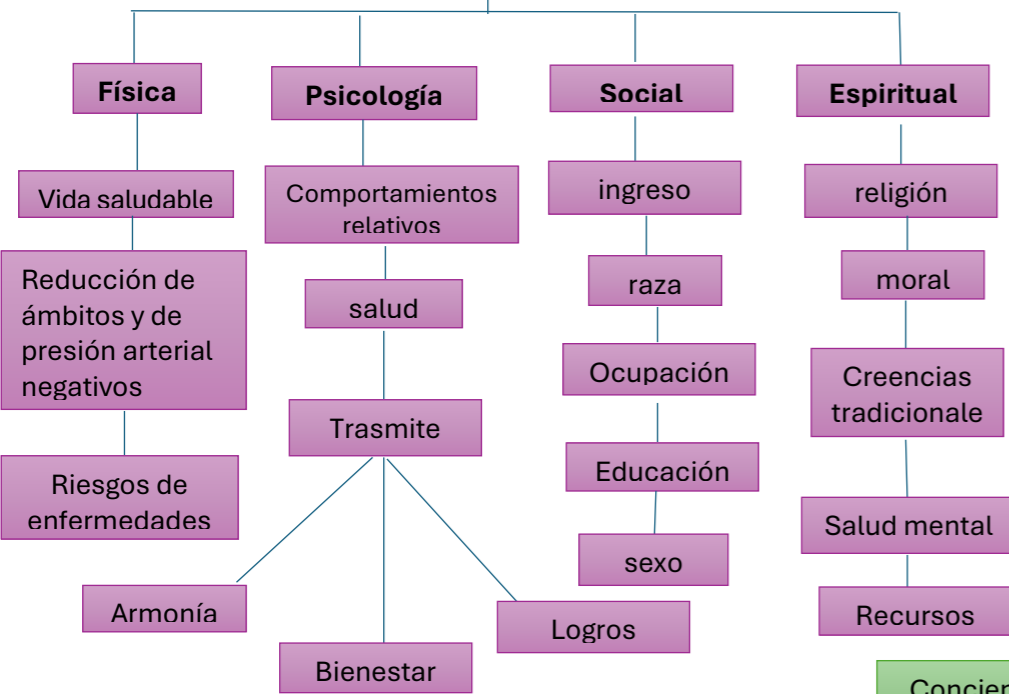 Física
Psicología
Social
Espiritual
Vida saludable
Comportamientos
relativos
ingreso
religión
Reducción de
ámbitos y de
presión arterial
negativos
salud
raza
moral
Ocupación
Creencias
tradicionale
Trasmite
Riesgos de
enfermedades
Educación
Salud mental
sexo
Armonía
Logros
Recursos
Bienestar
Concien